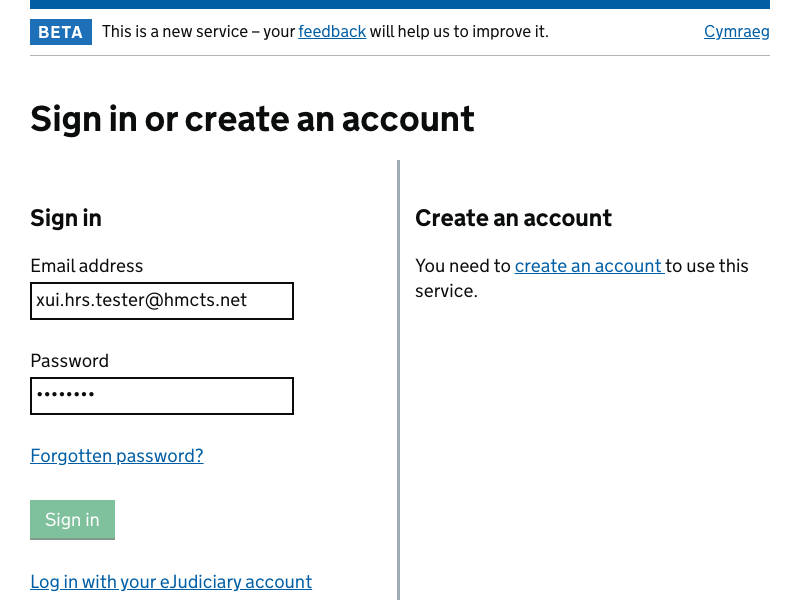 BETA This is a new service – your feedback will help us to improve it. Cymraeg
Sign in or create an account
Sign in
Email address
xui.hrs.tester@hmcts.net
Password
••••••••
Forgotten password?
Sign in
Log in with your eJudiciary account
Create an account
You need to create an account to use this
service.